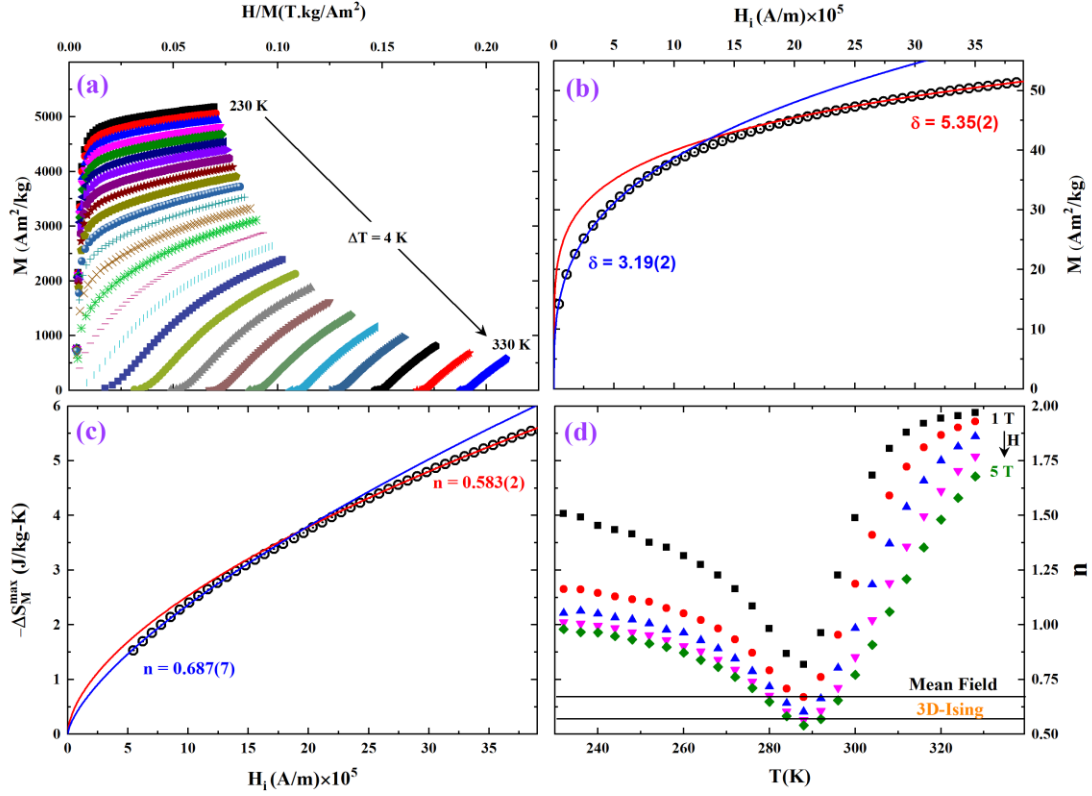 H/M(T.kg/Am²)
0.00 0.05 0.10 0.15 0.20
(a)
M (Am²/kg)
5000
4000
3000
2000
1000
0
230 K
ΔT = 4 K
330 K
Hᵢ (A/m)×10⁵
0 5 10 15 20 25 30 35
(b)
δ = 5.35(2)
δ = 3.19(2)
50
40
30
20
10
0
M (Am²/kg)
(c)
−ΔS_M^max (J/kg-K)
6
5
4
3
2
1
0
n = 0.583(2)
n = 0.687(7)
0 5 10 15 20 25 30 35
Hᵢ (A/m)×10⁵
(d)
1 T
H
5 T
Mean Field
3D-Ising
2.00
1.75
1.50
1.25
1.00
0.75
0.50
n
240 260 280 300 320
T(K)